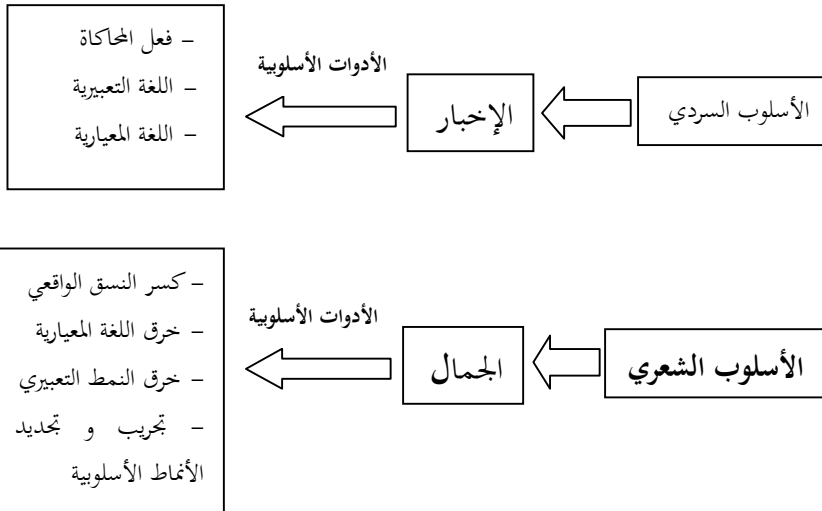 الأسلوب السردي
الإخبار
الأدوات الأسلوبية
– فعل المحاكاة
– اللغة التعبيرية
– اللغة المعيارية
الأسلوب الشعري
الجمال
الأدوات الأسلوبية
– كسر النسق الواقعي
– خرق اللغة المعيارية
– خرق النمط التعبيري
– تجريب و تحديد
الأنماط الأسلوبية